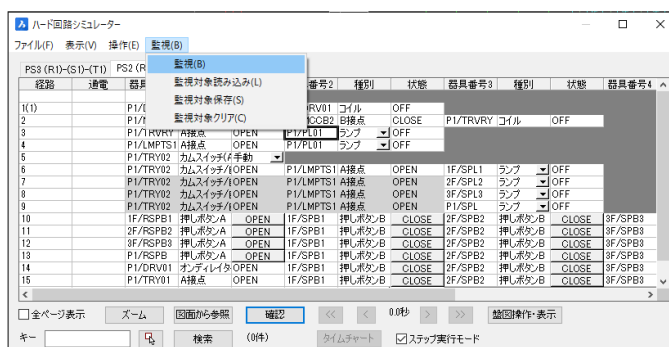 ハード回路シミュレーター
ファイル(F) 表示(V) 操作(E) 監視(B)
監視(B)
監視対象読み込み(L)
監視対象保存(S)
監視対象クリア(C)
PS3 (R1)-(S1)-(T1) PS2 (R
経路 通電 器具 番号2 種別 状態 器具番号3 種別 状態 器具番号4
1(1) P1/D RV01 コイル OFF
2 P1/M CCB2 B接点 CLOSE P1/TRVRY コイル OFF
3 P1/TRVRY A接点 OPEN P1/PL01 ランプ OFF
4 P1/LMPTS1 A接点 OPEN P1/PL01 ランプ OFF
5 P1/TRY02 カムスイッチ(A 手動
6 P1/TRY02 カムスイッチ/ OPEN P1/LMPTS1 A接点 OPEN 1F/SPL1 ランプ OFF
7 P1/TRY02 カムスイッチ/ OPEN P1/LMPTS1 A接点 OPEN 2F/SPL2 ランプ OFF
8 P1/TRY02 カムスイッチ/ OPEN P1/LMPTS1 A接点 OPEN 3F/SPL3 ランプ OFF
9 P1/TRY02 カムスイッチ/ OPEN P1/LMPTS1 A接点 OPEN P1/SPL ランプ OFF
10 1F/RSPB1 押しボタンA OPEN 1F/SPB1 押しボタンB CLOSE 2F/SPB2 押しボタンB CLOSE 3F/SPB3
11 2F/RSPB2 押しボタンA OPEN 1F/SPB1 押しボタンB CLOSE 2F/SPB2 押しボタンB CLOSE 3F/SPB3
12 3F/RSPB3 押しボタンA OPEN 1F/SPB1 押しボタンB CLOSE 2F/SPB2 押しボタンB CLOSE 3F/SPB3
13 P1/RSPB 押しボタンA OPEN 1F/SPB1 押しボタンB CLOSE 2F/SPB2 押しボタンB CLOSE 3F/SPB3
14 P1/DRV01 オンディレイタ OPEN 1F/SPB1 押しボタンB CLOSE 2F/SPB2 押しボタンB CLOSE 3F/SPB3
15 P1/TRY01 A接点 OPEN 1F/SPB1 押しボタンB CLOSE 2F/SPB2 押しボタンB CLOSE 3F/SPB3
全ページ表示 ズーム 図面から参照 確認 << < 0.0秒 > >> 盤図操作・表示
キー 検索 (0件) タイムチャート ステップ実行モード